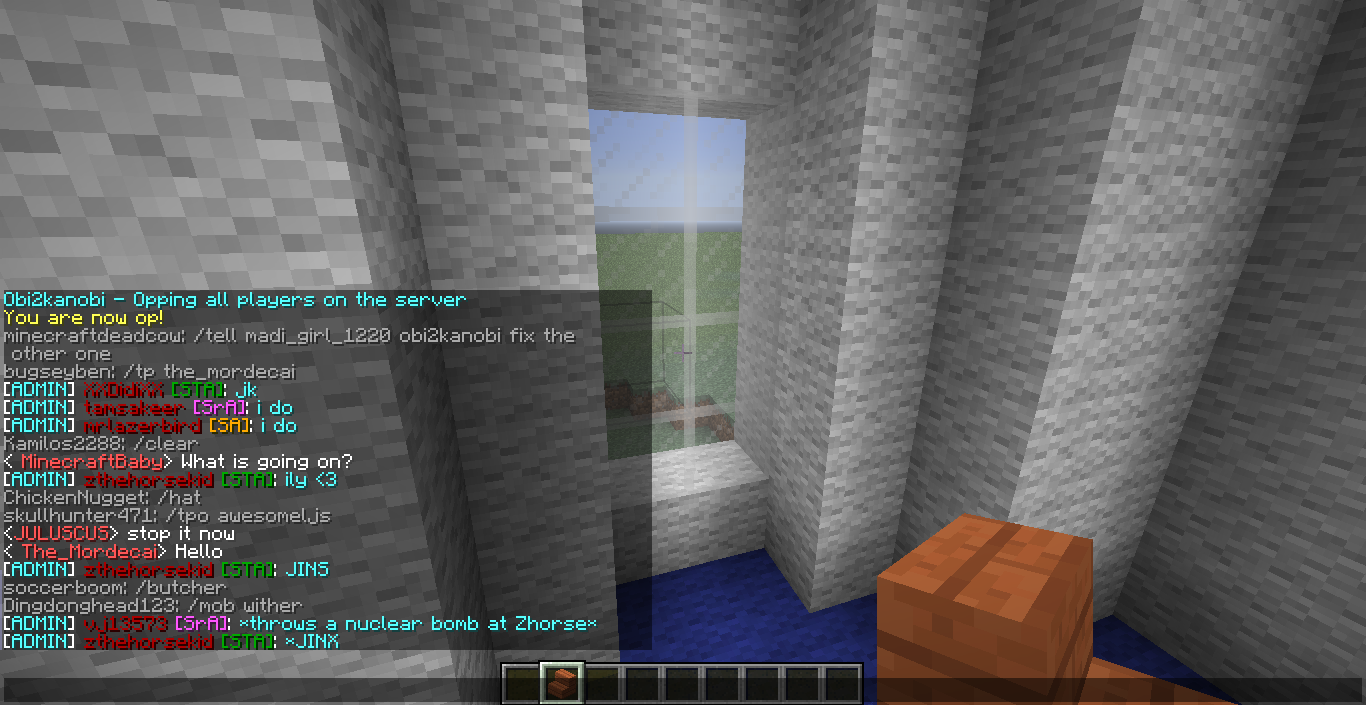 Obi2kanobi - Opping all players on the server
You are now op!
minecraftdeadcow: /tell madi_girl_1220 obi2kanobi fix the
other one
bugseyben: /tp the_mordecai
[ADMIN] XXDidiXX [STA]: jk
[ADMIN] tamsakeer [SrA]: i do
[ADMIN] mrlazerbird [SA]: i do
Kamilos2288: /clear
< MinecraftBaby> What is going on?
[ADMIN] zthehorsekid [STA]: ily <3
ChickenNugget: /hat
skullhunter471: /tpo awesomeljs
<JULUSCUS> stop it now
< The_Mordecai> Hello
[ADMIN] zthehorsekid [STA]: JINS
soccerboom: /butcher
Dingdonghead123: /mob wither
[ADMIN] vj13573 [SrA]: *throws a nuclear bomb at Zhorse*
[ADMIN] zthehorsekid [STA]: *JINX